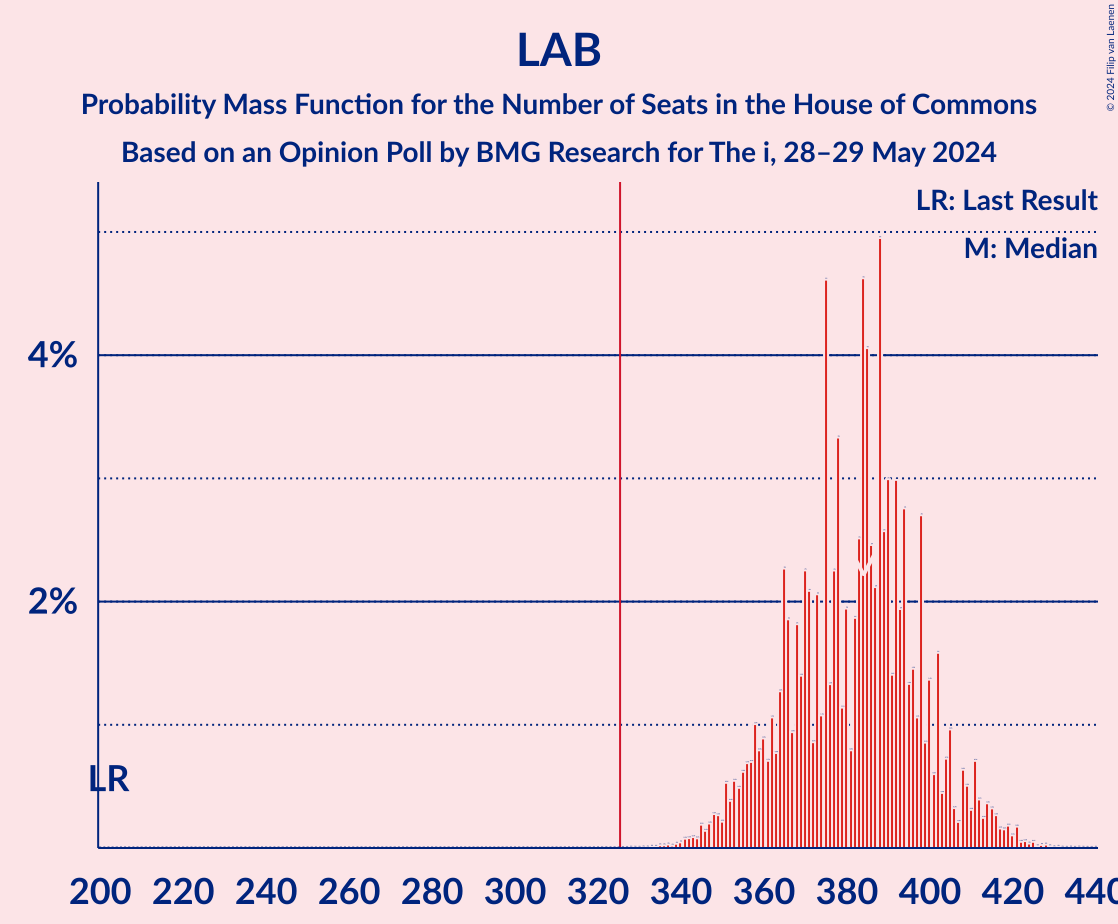 LAB
Probability Mass Function for the Number of Seats in the House of Commons
Based on an Opinion Poll by BMG Research for The i, 28–29 May 2024
© 2024 Filip van Laenen
LR: Last Result
M: Median
4%
2%
LR
M
200 220 240 260 280 300 320 340 360 380 400 420 440